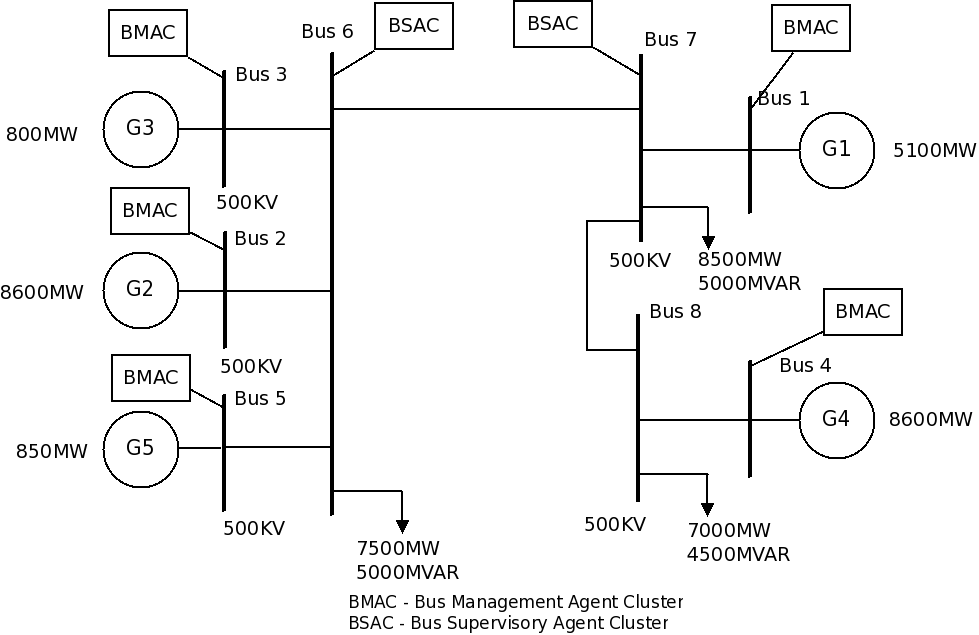 BMAC
Bus 6
BSAC
BSAC
Bus 7
BMAC
Bus 3
Bus 1
800MW
G3
G1
5100MW
500KV
BMAC
Bus 2
500KV
8500MW
5000MVAR
8600MW
G2
Bus 8
BMAC
500KV
Bus 4
BMAC
Bus 5
850MW
G5
G4
8600MW
500KV
500KV
7000MW
4500MVAR
7500MW
5000MVAR
BMAC - Bus Management Agent Cluster
BSAC - Bus Supervisory Agent Cluster